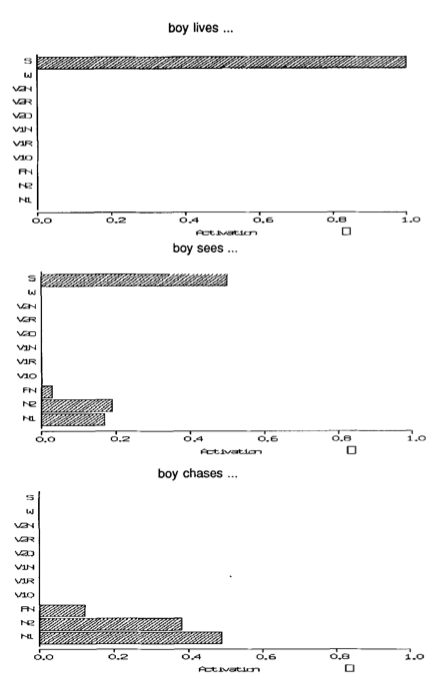 boy lives ...
S
W
V2N
V2R
V2O
V1N
V1R
V1O
PN
N2
N1
0.0 0.2 0.4 0.6 0.8 1.0
Activation
boy sees ...
S
W
V2N
V2R
V2O
V1N
V1R
V1O
PN
N2
N1
0.0 0.2 0.4 0.6 0.8 1.0
Activation
boy chases ...
S
W
V2N
V2R
V2O
V1N
V1R
V1O
PN
N2
N1
0.0 0.2 0.4 0.6 0.8 1.0
Activation